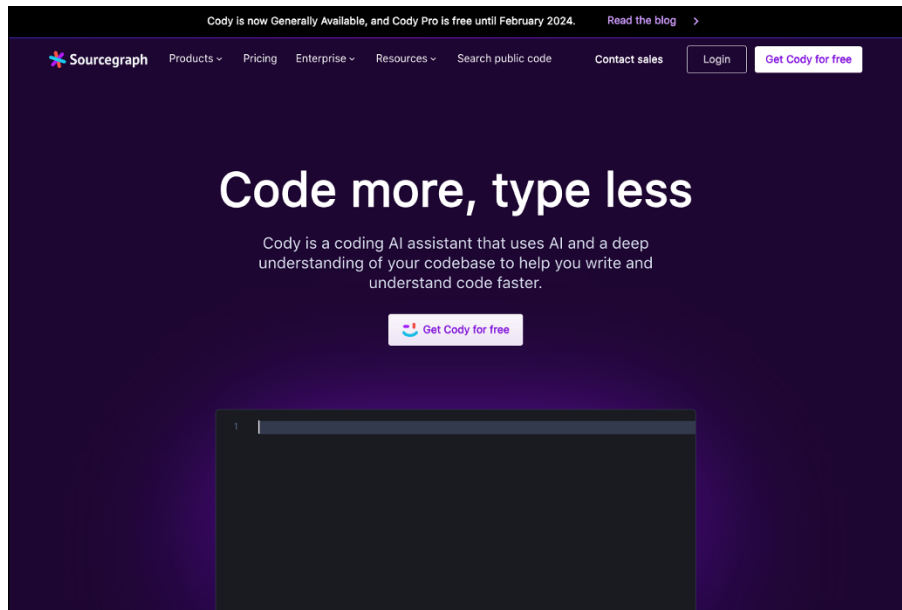 Cody is now Generally Available, and Cody Pro is free until February 2024. Read the blog
Sourcegraph Products Pricing Enterprise Resources Search public code Contact sales Login Get Cody for free
Code more, type less
Cody is a coding AI assistant that uses AI and a deep
understanding of your codebase to help you write and
understand code faster.
Get Cody for free
1